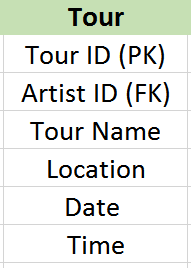 Tour
Tour ID (PK)
Artist ID (FK)
Tour Name
Location
Date
Time